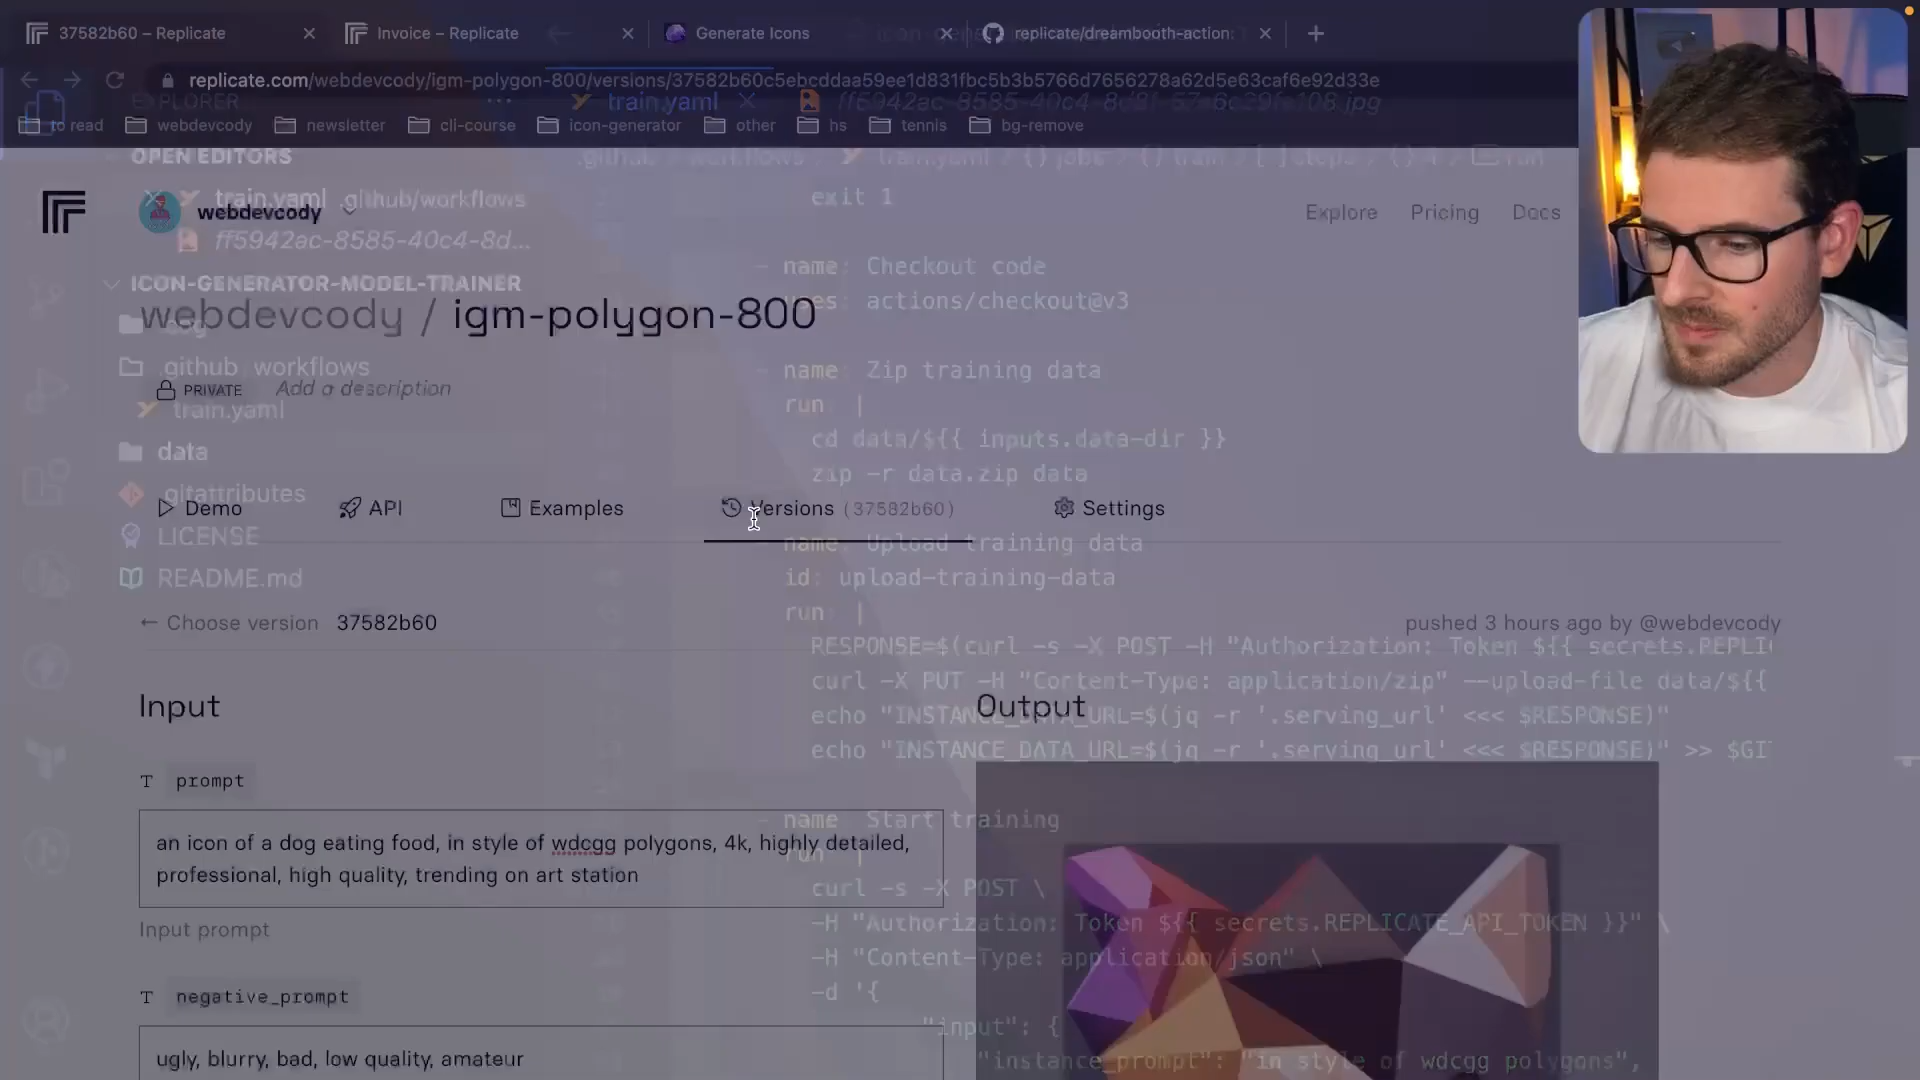 37582b60 – Replicate
Invoice – Replicate
Generate Icons
replicate/dreambooth-action:
replicate.com/webdevcody/igm-polygon-800/versions/37582b60c5ebcddaa59ee1d831fbc5b3b5766d7656278a62d5e63caf6e92d33e
train.yaml
to read
webdevcody
newsletter
cli-course
icon-generator
other
hs
tennis
bg-remove
OPEN EDITORS
train.yaml .github/workflows
ff5942ac-8585-40c4-8d...
webdevcody
Explore
Pricing
Docs
exit 1
ICON-GENERATOR-MODEL-TRAINER
webdevcody / igm-polygon-800
- name: Checkout code
uses: actions/checkout@v3
.github workflows
PRIVATE
Add a description
train.yaml
data
.gitattributes
LICENSE
README.md
- name: Zip training data
run: |
cd data/${{ inputs.data-dir }}
zip -r data.zip data
Demo
API
Examples
Versions (37582b60)
Settings
name: Upload training data
id: upload-training-data
run: |
← Choose version 37582b60
pushed 3 hours ago by @webdevcody
RESPONSE=$(curl -s -X POST -H "Authorization: Token ${{ secrets.REPLI
curl -X PUT -H "Content-Type: application/zip" --upload-file data/${{
echo "INSTANCE_DATA_URL=$(jq -r '.serving_url' <<< $RESPONSE)"
echo "INSTANCE_DATA_URL=$(jq -r '.serving_url' <<< $RESPONSE)" >> $GI
Input
Output
T prompt
an icon of a dog eating food, in style of wdcgg polygons, 4k, highly detailed,
professional, high quality, trending on art station
Input prompt
T negative_prompt
ugly, blurry, bad, low quality, amateur
- name Start training
run |
curl -s -X POST \
-H "Authorization: Token ${{ secrets.REPLICATE_API_TOKEN }}" \
-H "Content-Type: application/json" \
-d '{
"input": {
"instance_prompt": "in style of wdcgg polygons",